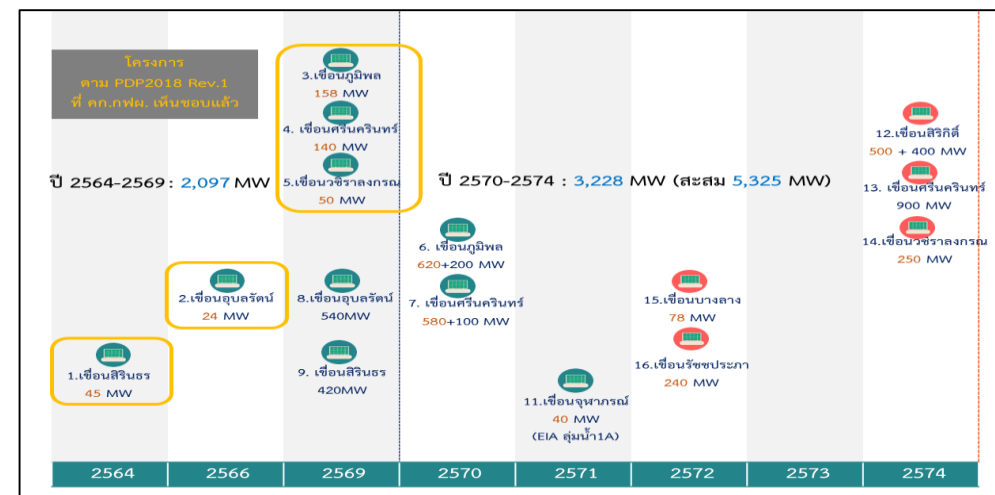 โครงการ
ตาม PDP2018 Rev.1
ที่ คก.กฟผ. เห็นชอบแล้ว
3.เขื่อนภูมิพล
158 MW
4. เขื่อนศรีนครินทร์
140 MW
5.เขื่อนวชิราลงกรณ
50 MW
ปี 2564-2569 : 2,097 MW
ปี 2570-2574 : 3,228 MW (สะสม 5,325 MW)
12.เขื่อนสิริกิติ์
500 + 400 MW
13. เขื่อนศรีนครินทร์
900 MW
14.เขื่อนวชิราลงกรณ
250 MW
6. เขื่อนภูมิพล
620+200 MW
7. เขื่อนศรีนครินทร์
580+100 MW
2.เขื่อนอุบลรัตน์
24 MW
8.เขื่อนอุบลรัตน์
540MW
15.เขื่อนบางลาง
78 MW
1.เขื่อนสิรินธร
45 MW
9. เขื่อนสิรินธร
420MW
16.เขื่อนรัชชประภา
240 MW
11.เขื่อนจุฬาภรณ์
40 MW
(EIA ลุ่มน้ำ1A)
2564 2566 2569 2570 2571 2572 2573 2574